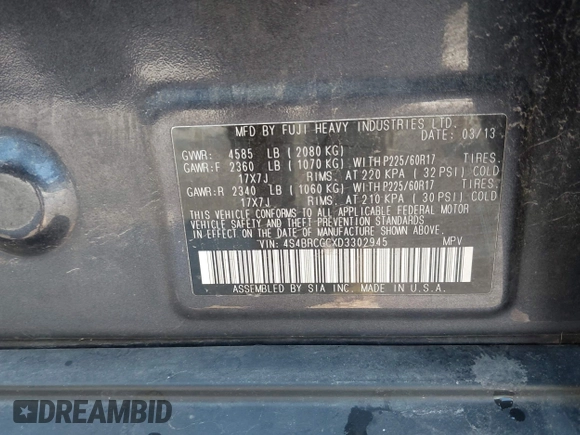 MFD BY FUJI HEAVY INDUSTRIES LTD.
DATE: 03/13
GVWR: 4585 LB ( 2080 KG)
GAWR:F 2360 LB ( 1070 KG) WITH P225/60R17 TIRES.
17X7J RIMS. AT 220 KPA ( 32 PSI) COLD
GAWR:R 2340 LB ( 1060 KG) WITH P225/60R17 TIRES.
17X7J RIMS. AT 210 KPA ( 30 PSI) COLD
THIS VEHICLE CONFORMS TO ALL APPLICABLE FEDERAL MOTOR
VEHICLE SAFETY AND THEFT PREVENTION STANDARDS
IN EFFECT ON THE DATE OF MANUFACTURE SHOWN ABOVE.
VIN: 4S4BRCGCXD3302945 MPV
ASSEMBLED BY SIA INC. MADE IN U.S.A.
DREAMBID